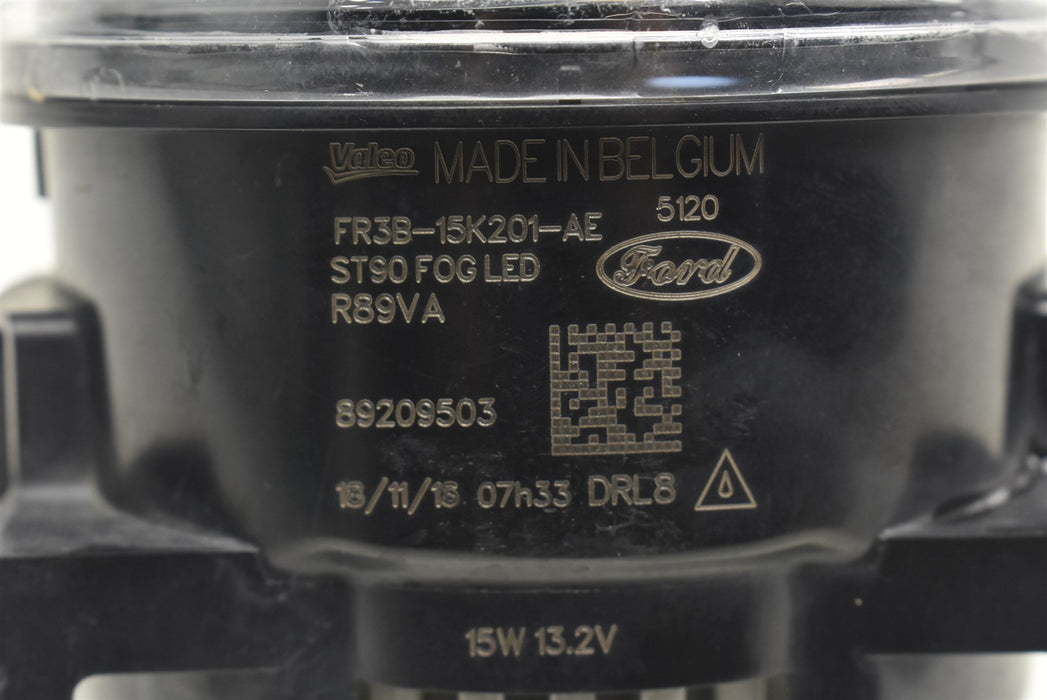 Valeo MADE IN BELGIUM
5120
FR3B-15K201-AE
Ford
ST90 FOG LED
R89VA
89209503
18/11/16 07h33 DRL8
15W 13.2V